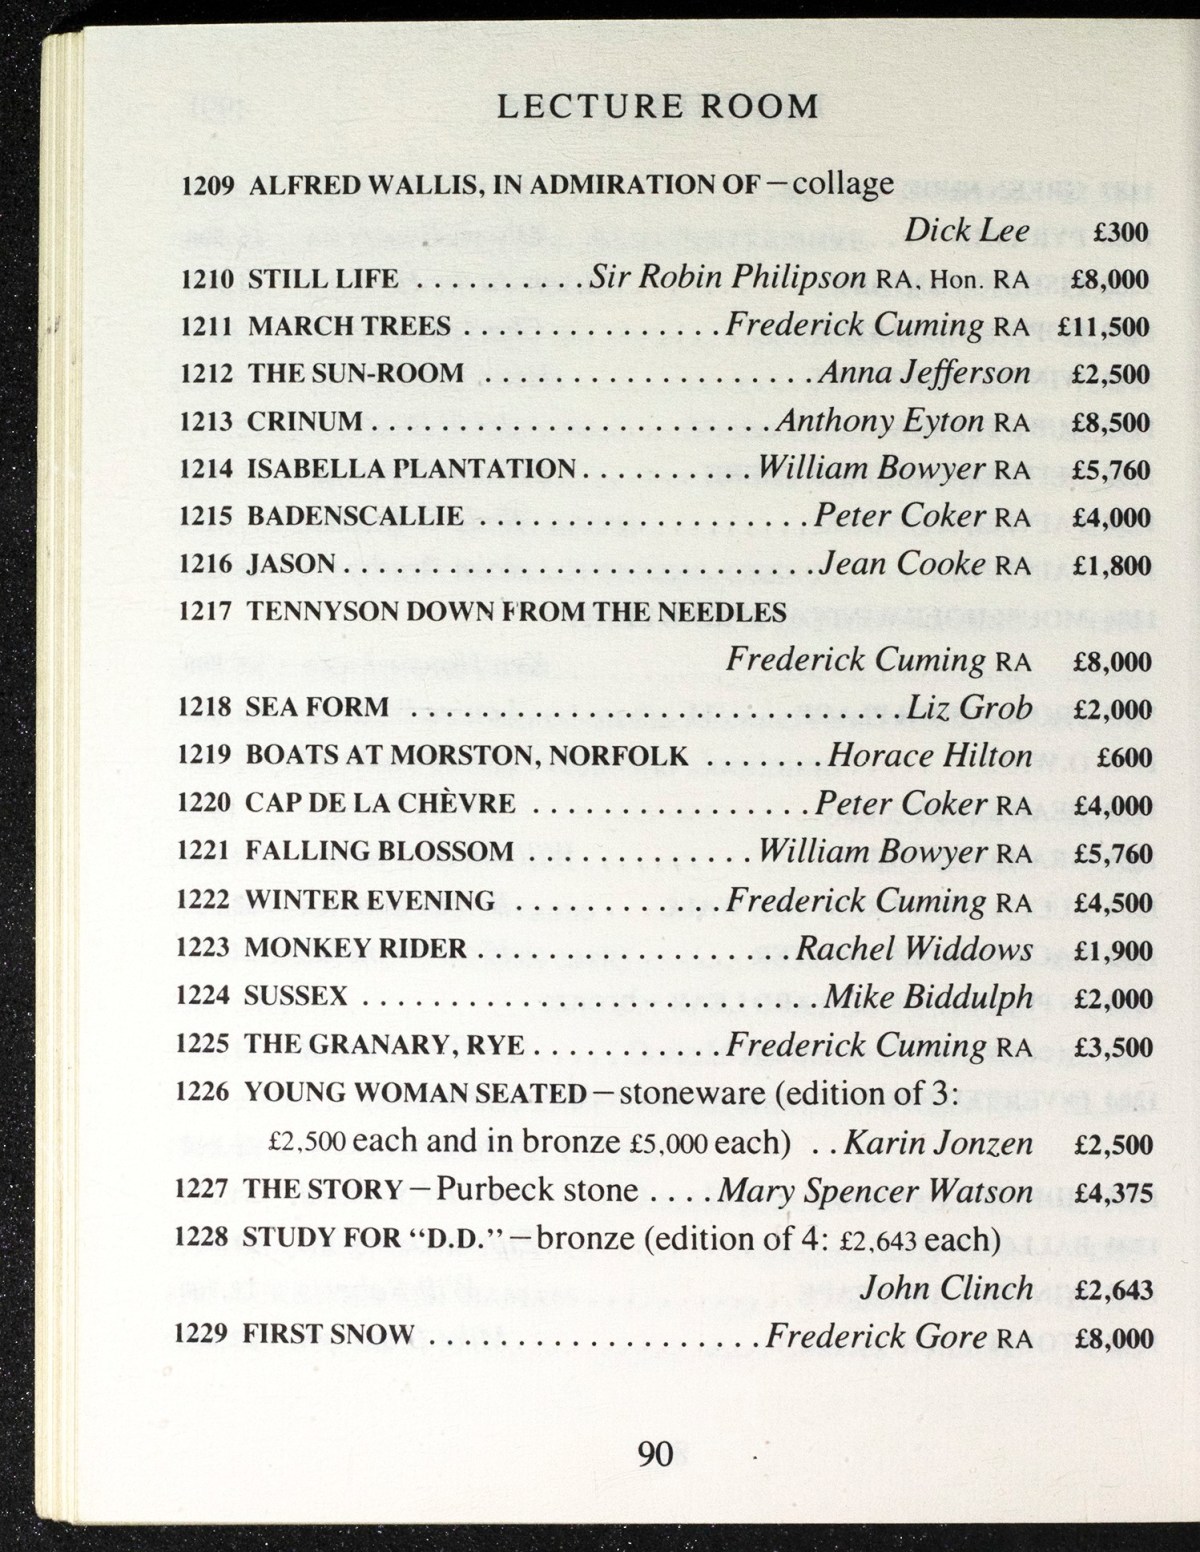 LECTURE ROOM
1209 ALFRED WALLIS, IN ADMIRATION OF—collage
Dick Lee £300
1210 STILL LIFE . . . . . . . . . . Sir Robin Philipson RA, Hon. RA £8,000
1211 MARCH TREES . . . . . . . . . . . . . . . Frederick Cuming RA £11,500
1212 THE SUN-ROOM . . . . . . . . . . . . . . . . . . . Anna Jefferson £2,500
1213 CRINUM . . . . . . . . . . . . . . . . . . . . . . . Anthony Eyton RA £8,500
1214 ISABELLA PLANTATION . . . . . . . . . . William Bowyer RA £5,760
1215 BADENSCALLIE . . . . . . . . . . . . . . . . . . . Peter Coker RA £4,000
1216 JASON . . . . . . . . . . . . . . . . . . . . . . . . . . . Jean Cooke RA £1,800
1217 TENNYSON DOWN FROM THE NEEDLES
Frederick Cuming RA £8,000
1218 SEA FORM . . . . . . . . . . . . . . . . . . . . . . . . . . . Liz Grob £2,000
1219 BOATS AT MORSTON, NORFOLK . . . . . . . Horace Hilton £600
1220 CAP DE LA CHÈVRE . . . . . . . . . . . . . . . . Peter Coker RA £4,000
1221 FALLING BLOSSOM . . . . . . . . . . . . William Bowyer RA £5,760
1222 WINTER EVENING . . . . . . . . . . . . Frederick Cuming RA £4,500
1223 MONKEY RIDER . . . . . . . . . . . . . . . . . . Rachel Widdows £1,900
1224 SUSSEX . . . . . . . . . . . . . . . . . . . . . . . . . . Mike Biddulph £2,000
1225 THE GRANARY, RYE . . . . . . . . . . . Frederick Cuming RA £3,500
1226 YOUNG WOMAN SEATED—stoneware (edition of 3:
£2,500 each and in bronze £5,000 each) . . Karin Jonzen £2,500
1227 THE STORY—Purbeck stone . . . . Mary Spencer Watson £4,375
1228 STUDY FOR “D.D.”—bronze (edition of 4: £2,643 each)
John Clinch £2,643
1229 FIRST SNOW . . . . . . . . . . . . . . . . . . . Frederick Gore RA £8,000
90